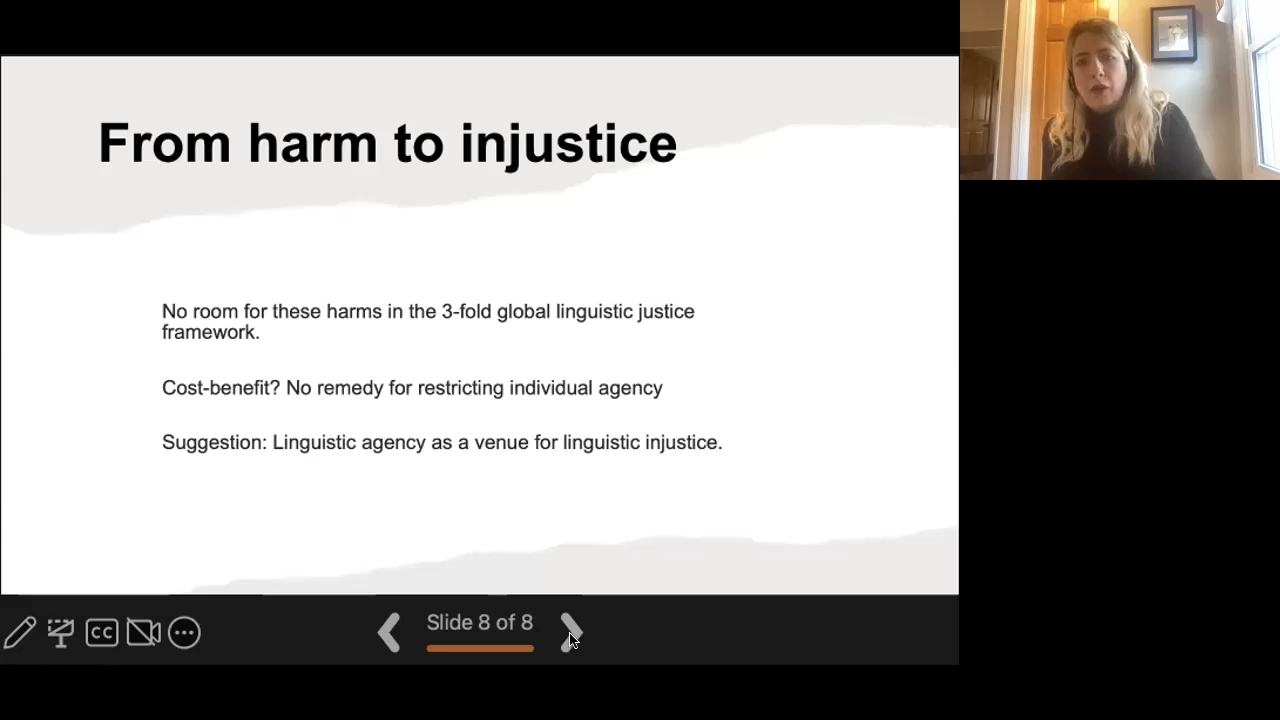 From harm to injustice
No room for these harms in the 3-fold global linguistic justice
framework.
Cost-benefit? No remedy for restricting individual agency
Suggestion: Linguistic agency as a venue for linguistic injustice.
CC
Slide 8 of 8